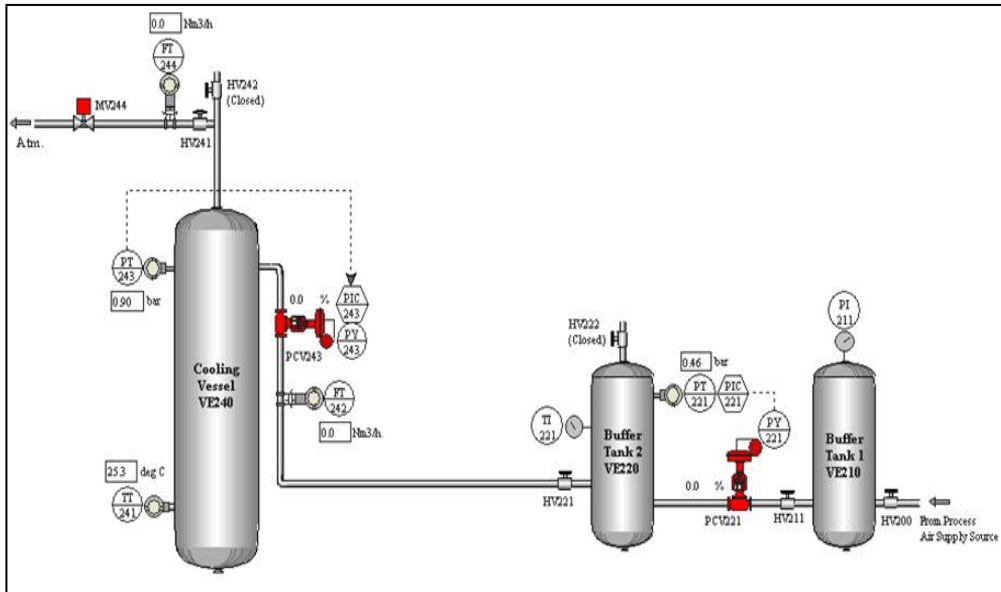 0.0 Nm3/h
FT
244
HV242
(Closed)
MV244
HV241
Atm.
PT
243
0.90 bar
0.0 %
PIC
243
PY
243
PCV243
Cooling
Vessel
VE240
FT
242
0.0
Nm3/h
25.3 deg C
TI
241
HV222
(Closed)
0.46 bar
PT
221
PIC
221
TI
221
Buffer
Tank 2
VE220
PY
221
0.0 %
HV221
PCV221
HV211
PI
211
Buffer
Tank 1
VE210
HV200
From Process
Air Supply Source